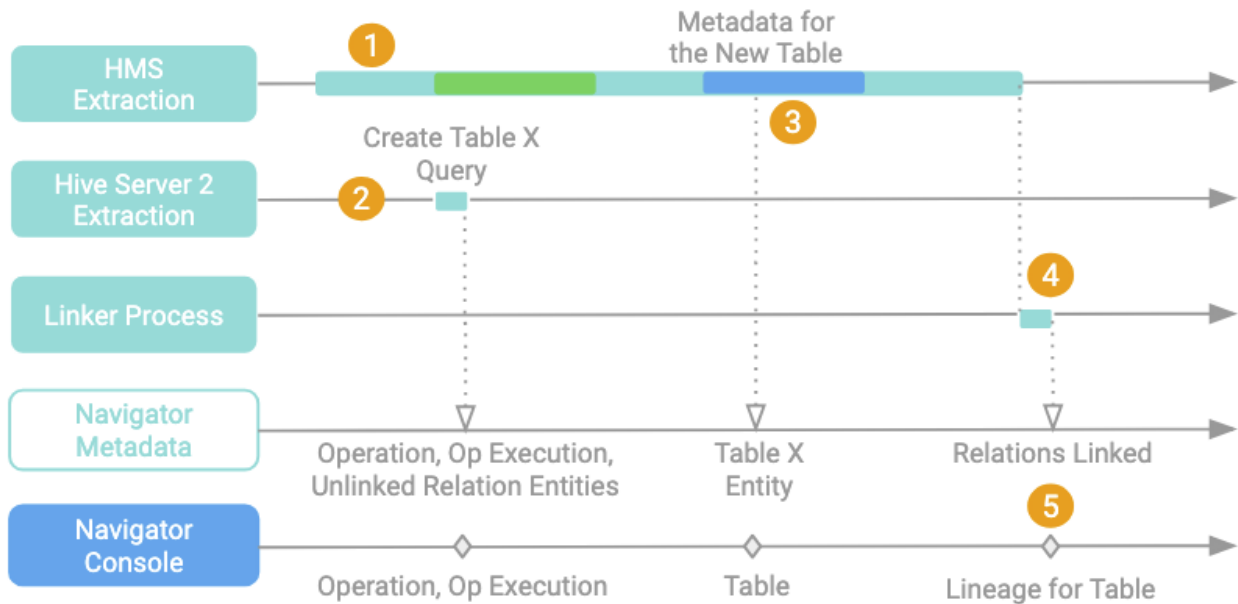 1
Metadata for
the New Table
HMS
Extraction
3
Create Table X
Query
Hive Server 2
Extraction
2
4
Linker Process
Navigator
Metadata
Operation, Op Execution,
Unlinked Relation Entities
Table X
Entity
Relations Linked
5
Navigator
Console
Operation, Op Execution
Table
Lineage for Table